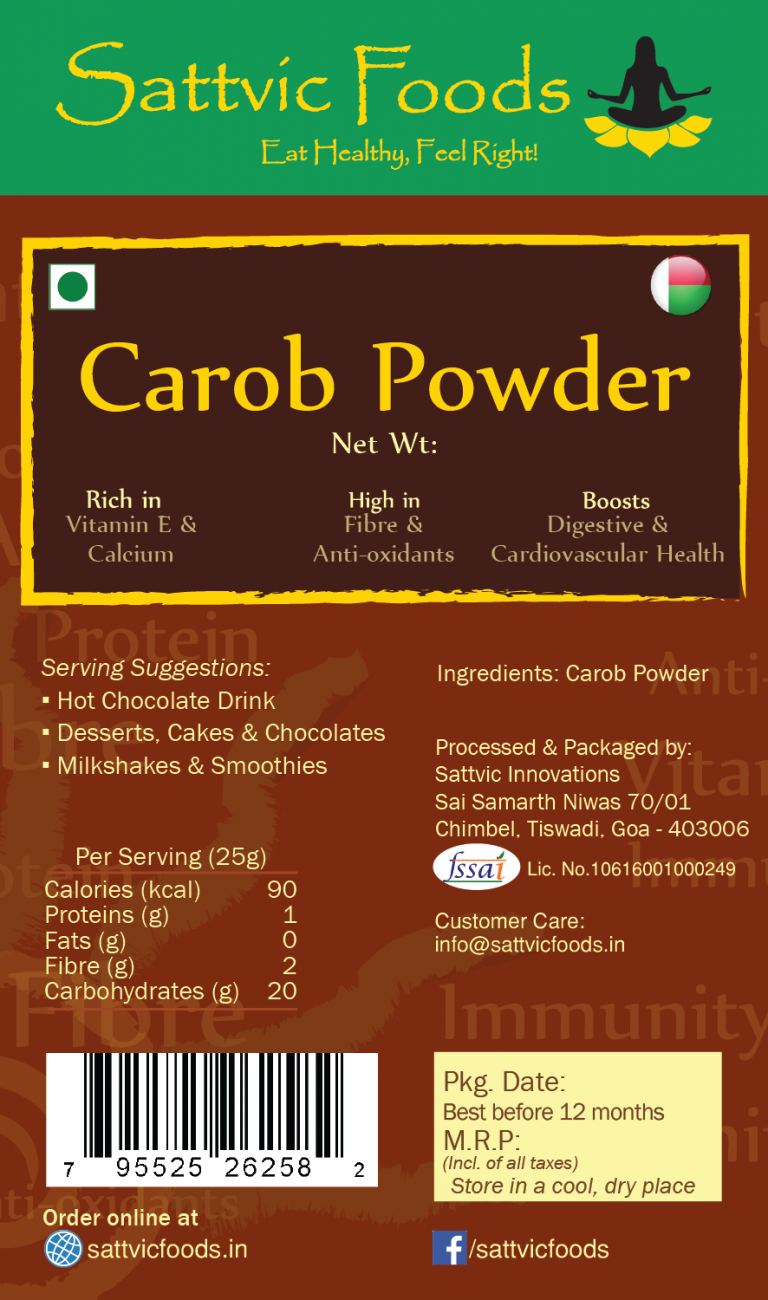 Sattvic Foods
Eat Healthy, Feel Right!
Carob Powder
Net Wt:
Rich in
Vitamin E &
Calcium
High in
Fibre &
Anti-oxidants
Boosts
Digestive &
Cardiovascular Health
Protein
Serving Suggestions:
▪ Hot Chocolate Drink
▪ Desserts, Cakes & Chocolates
▪ Milkshakes & Smoothies
Per Serving (25g)
Calories (kcal) 90
Proteins (g) 1
Fats (g) 0
Fibre (g) 2
Carbohydrates (g) 20
Fibre
7 95525 26258 2
Order online at
sattvicfoods.in
Ingredients: Carob Powder
Processed & Packaged by:
Sattvic Innovations
Sai Samarth Niwas 70/01
Chimbel, Tiswadi, Goa - 403006
fssai Lic. No.10616001000249
Customer Care:
info@sattvicfoods.in
Immunity
Pkg. Date:
Best before 12 months
M.R.P:
(Incl. of all taxes)
Store in a cool, dry place
f /sattvicfoods